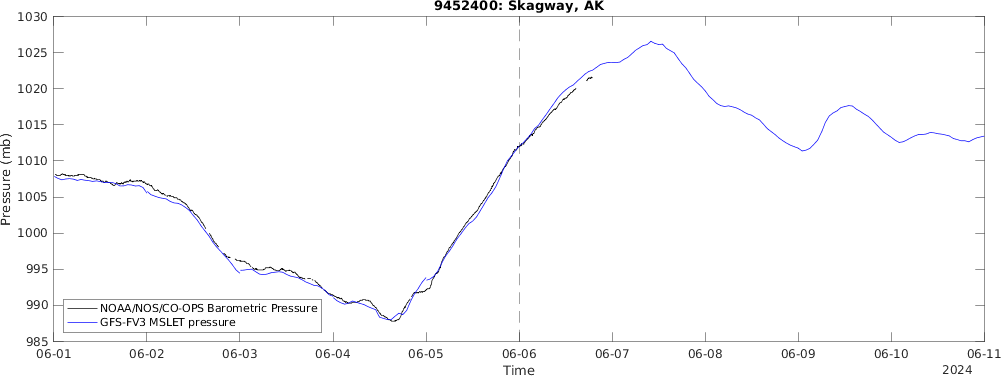 9452400: Skagway, AK
1030
1025
1020
1015
1010
1005
1000
995
990
985
Pressure (mb)
NOAA/NOS/CO-OPS Barometric Pressure
GFS-FV3 MSLET pressure
06-01 06-02 06-03 06-04 06-05 06-06 06-07 06-08 06-09 06-10 06-11
Time
2024